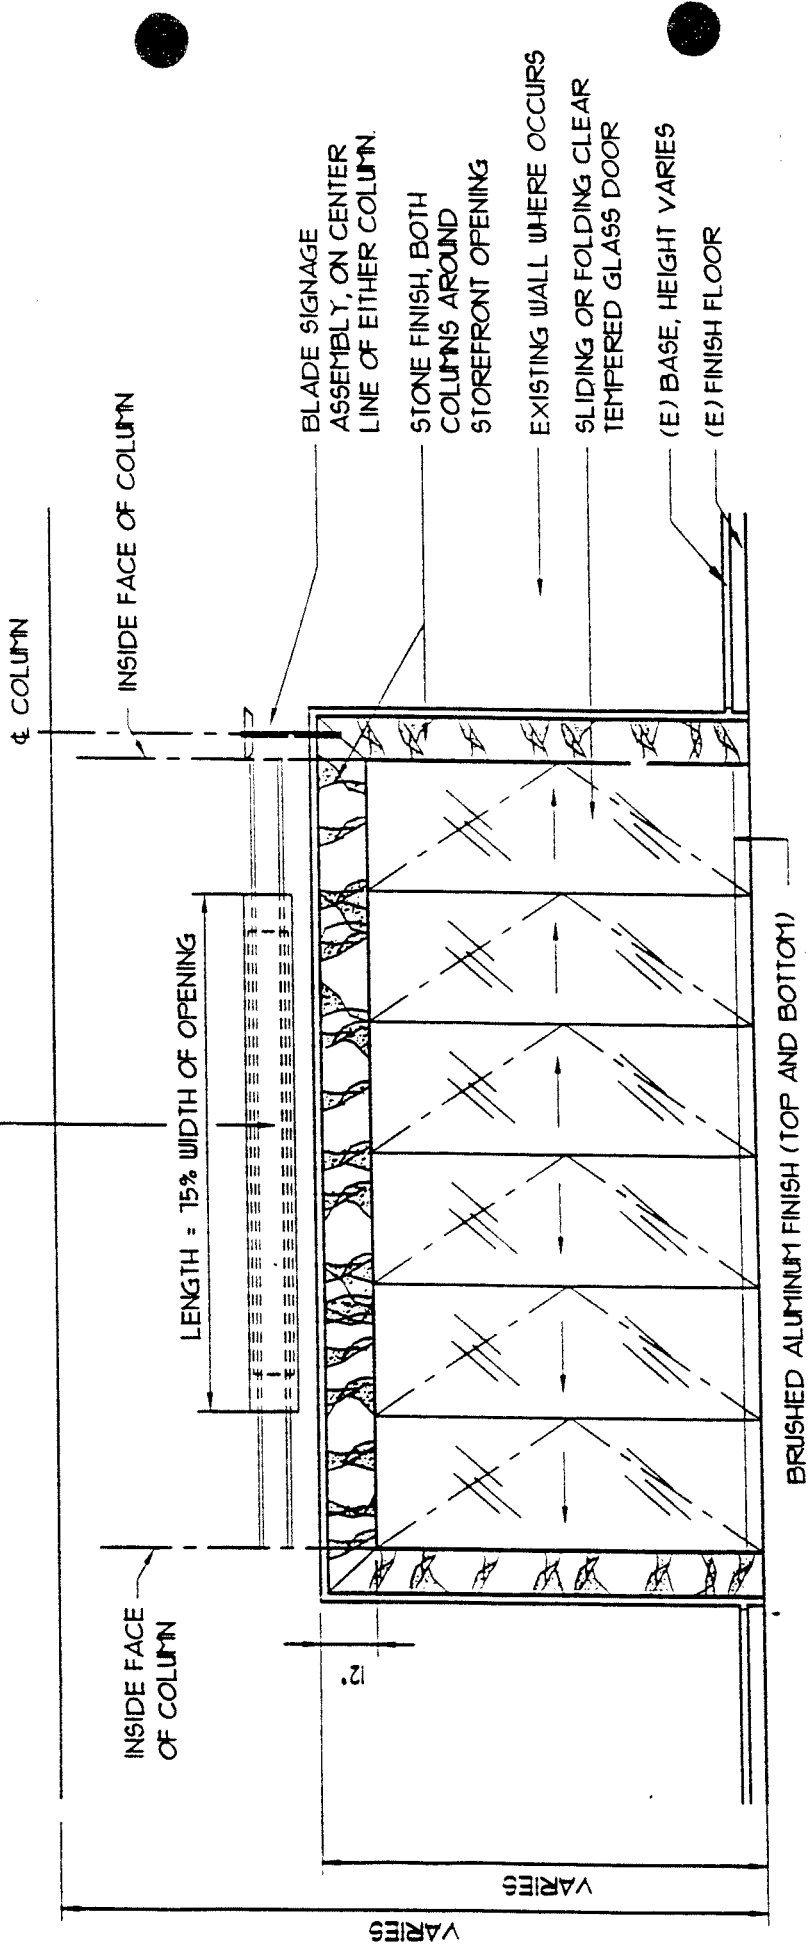 ℄ COLUMN
INSIDE FACE OF COLUMN
LENGTH = 75% WIDTH OF OPENING
INSIDE FACE
OF COLUMN
BLADE SIGNAGE
ASSEMBLY, ON CENTER
LINE OF EITHER COLUMN.
STONE FINISH, BOTH
COLUMNS AROUND
STOREFRONT OPENING
EXISTING WALL WHERE OCCURS
SLIDING OR FOLDING CLEAR
TEMPERED GLASS DOOR
(E) BASE, HEIGHT VARIES
(E) FINISH FLOOR
12"
VARIES
VARIES
BRUSHED ALUMINUM FINISH (TOP AND BOTTOM)